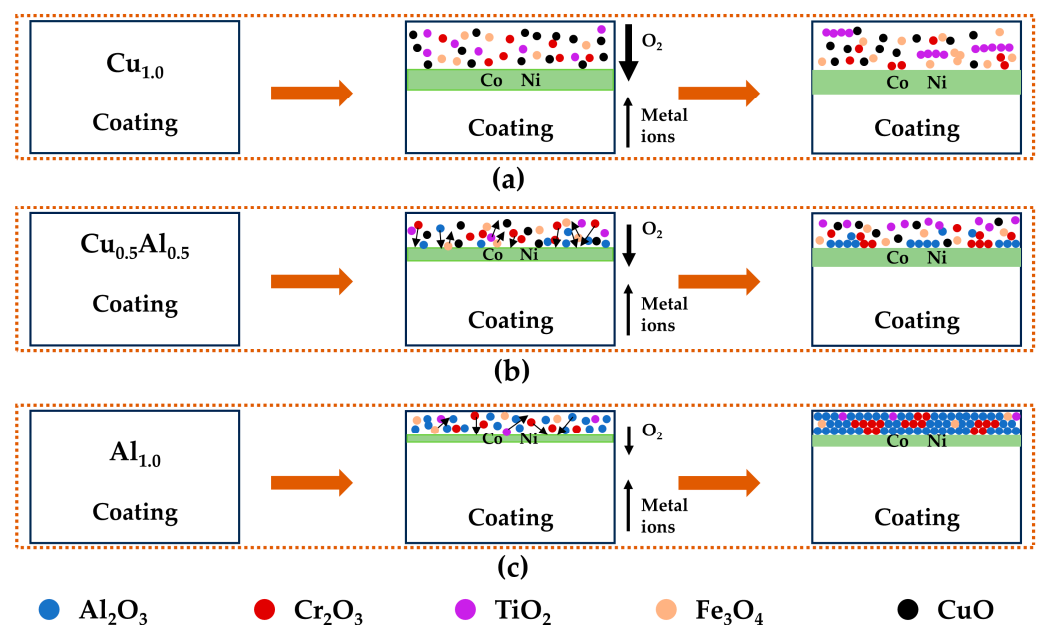 Cu1.0
Coating
Co Ni
Coating
O2
Metal
ions
Co Ni
Coating
(a)
Cu0.5Al0.5
Coating
Co Ni
Coating
O2
Metal
ions
Co Ni
Coating
(b)
Al1.0
Coating
Co Ni
Coating
O2
Metal
ions
Co Ni
Coating
(c)
Al2O3 Cr2O3 TiO2 Fe3O4 CuO